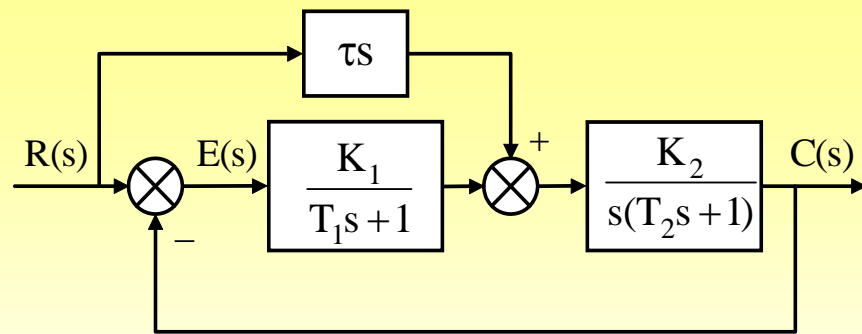 τs
R(s)
E(s)
K₁
T₁s+1
+
K₂
s(T₂s+1)
C(s)
−